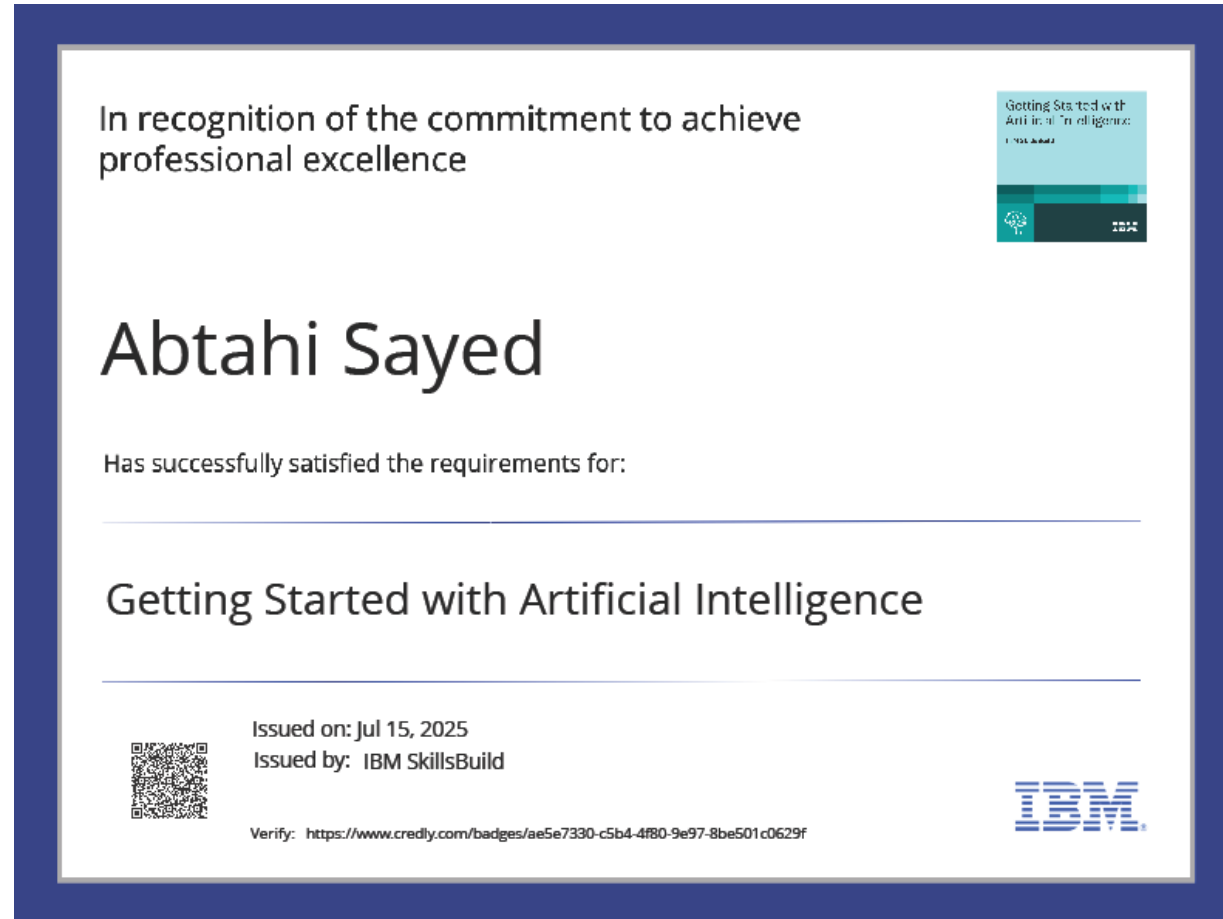 In recognition of the commitment to achieve
professional excellence
Getting Started with
Artificial Intelligence
IBM
Abtahi Sayed
Has successfully satisfied the requirements for:
Getting Started with Artificial Intelligence
Issued on: Jul 15, 2025
Issued by: IBM SkillsBuild
Verify: https://www.credly.com/badges/ae5e7330-c5b4-4f80-9e97-8be501c0629f
IBM.